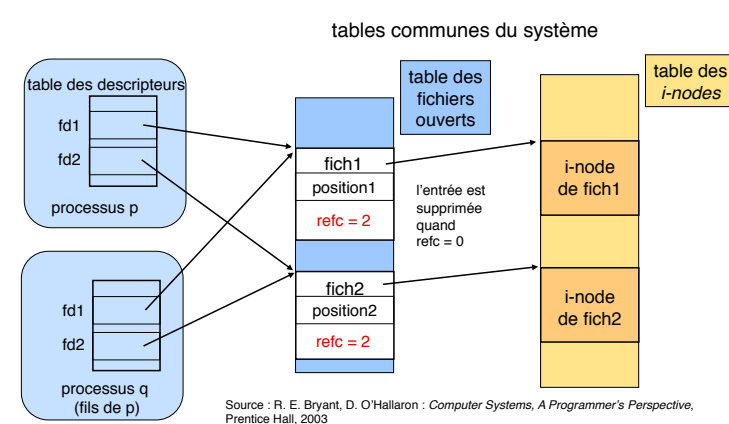 tables communes du système
table des descripteurs
fd1
fd2
processus p
fd1
fd2
processus q
(fils de p)
table des
fichiers
ouverts
fich1
position1
refc = 2
fich2
position2
refc = 2
l'entrée est
supprimée
quand
refc = 0
table des
i-nodes
i-node
de fich1
i-node
de fich2
Source : R. E. Bryant, D. O'Hallaron : Computer Systems, A Programmer's Perspective,
Prentice Hall, 2003